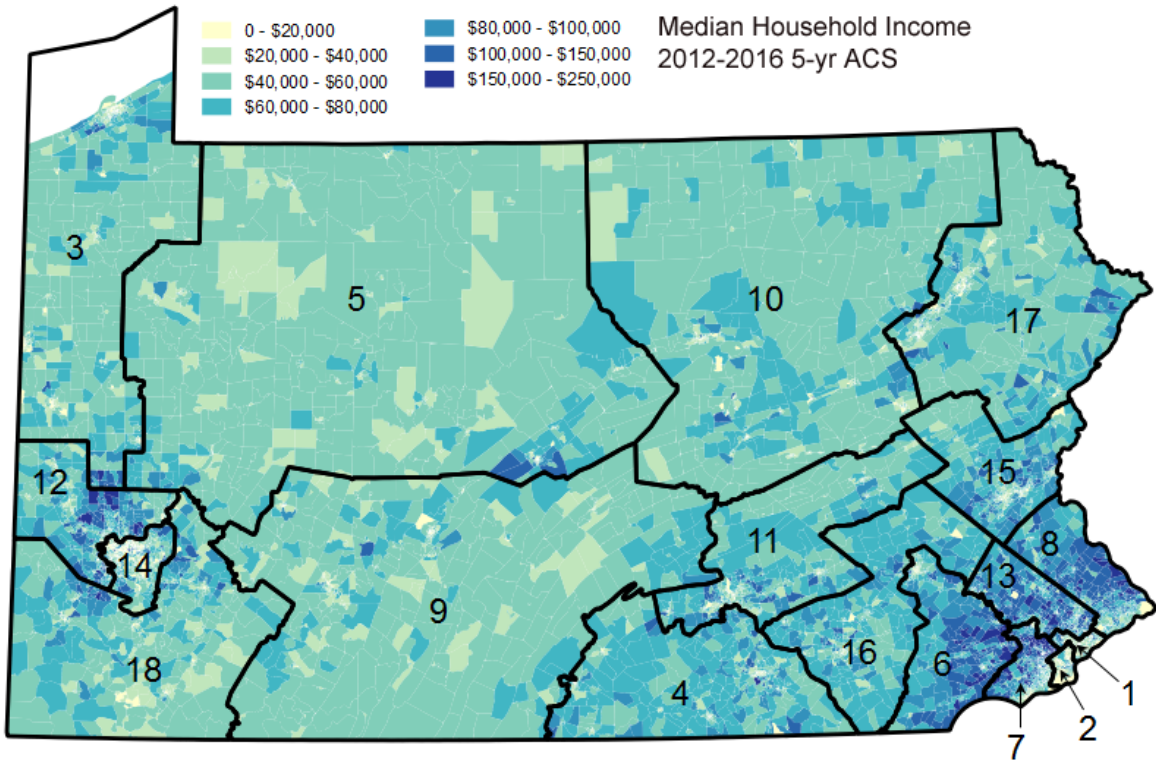 0 - $20,000
$20,000 - $40,000
$40,000 - $60,000
$60,000 - $80,000
$80,000 - $100,000
$100,000 - $150,000
$150,000 - $250,000
Median Household Income
2012-2016 5-yr ACS
3
5
10
17
12
15
14
11
8
13
9
18
16
6
4
1
2
7